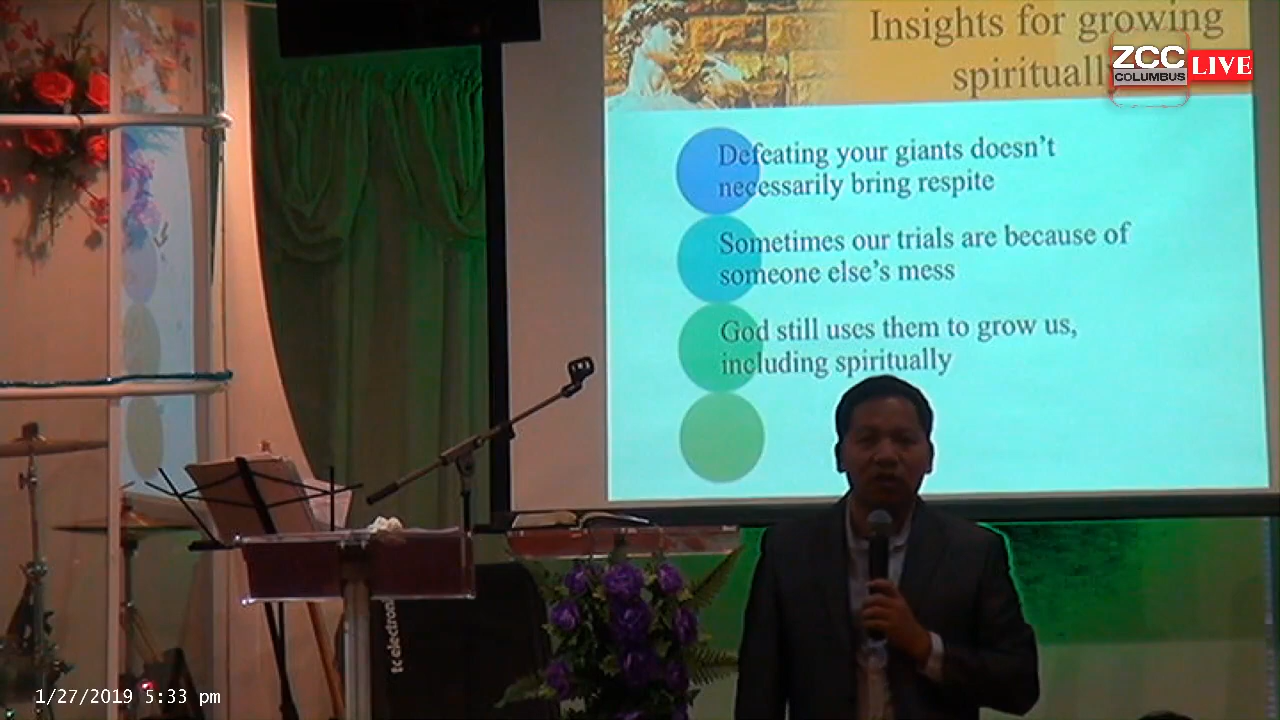 Insights for growing
spirituall
ZCC
COLUMBUS
LIVE
Defeating your giants doesn't
necessarily bring respite
Sometimes our trials are because of
someone else's mess
God still uses them to grow us,
including spiritually
tc electron
1/27/2019 5:33 pm